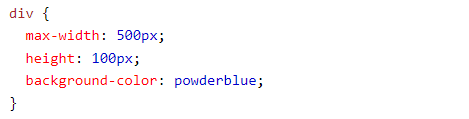 div {
  max-width: 500px;
  height: 100px;
  background-color: powderblue;
}